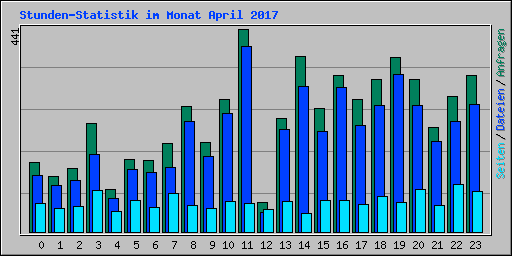 Stunden-Statistik im Monat April 2017
441
Seiten / Dateien / Anfragen
0 1 2 3 4 5 6 7 8 9 10 11 12 13 14 15 16 17 18 19 20 21 22 23